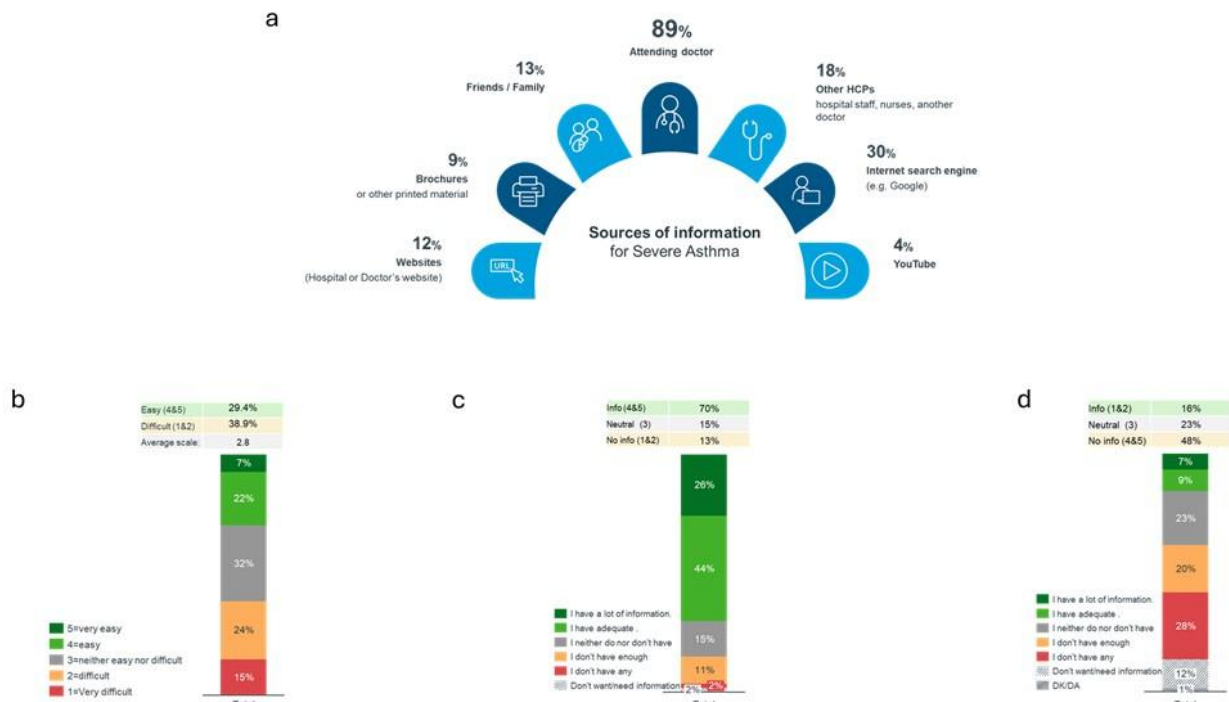 a
89%
Attending doctor
13%
Friends / Family
18%
Other HCPs
hospital staff, nurses, another
doctor
9%
Brochures
or other printed material
30%
Internet search engine
(e.g. Google)
Sources of information
for Severe Asthma
12%
Websites
(Hospital or Doctor's website)
URL
4%
YouTube
b
Easy (4&5) 29.4%
Difficult (1&2) 38.9%
Average scale: 2.8
7%
22%
32%
24%
15%
5=very easy
4=easy
3=neither easy nor difficult
2=difficult
1=Very difficult
c
Info (4&5) 70%
Neutral (3) 15%
No info (1&2) 13%
26%
44%
15%
11%
2%
2%
I have a lot of information.
I have adequate .
I neither do nor don't have
I don't have enough
I don't have any
Don't want/need information
d
Info (1&2) 16%
Neutral (3) 23%
No info (4&5) 48%
7%
9%
23%
20%
28%
12%
1%
I have a lot of information.
I have adequate .
I neither do nor don't have
I don't have enough
I don't have any
Don't want/need information
DK/DA